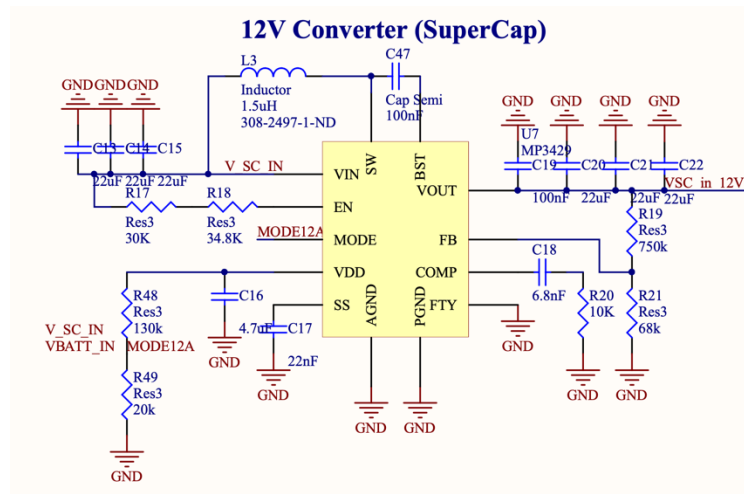 12V Converter (SuperCap)
L3
Inductor
1.5uH
308-2497-1-ND
C47
Cap Semi
100nF
GND GND GND
C13 C14 C15
22uF 22uF 22uF
V_SC_IN
R17
Res3
30K
R18
Res3
34.8K
MODE12A
VIN
EN
MODE
VDD
SS
SW
BST
VOUT
FB
COMP
FTY
AGND
PGND
U7
MP3429
GND GND GND GND
C19 C20 C21 C22
100nF 22uF 22uF 22uF
VSC_in_12V
R19
Res3
750k
C18
6.8nF
R20
10K
R21
Res3
68k
R48
Res3
130k
V_SC_IN
VBATT_IN MODE12A
R49
Res3
20k
C16
4.7uF
C17
22nF
GND
GND
GND
GND
GND
GND
GND
GND